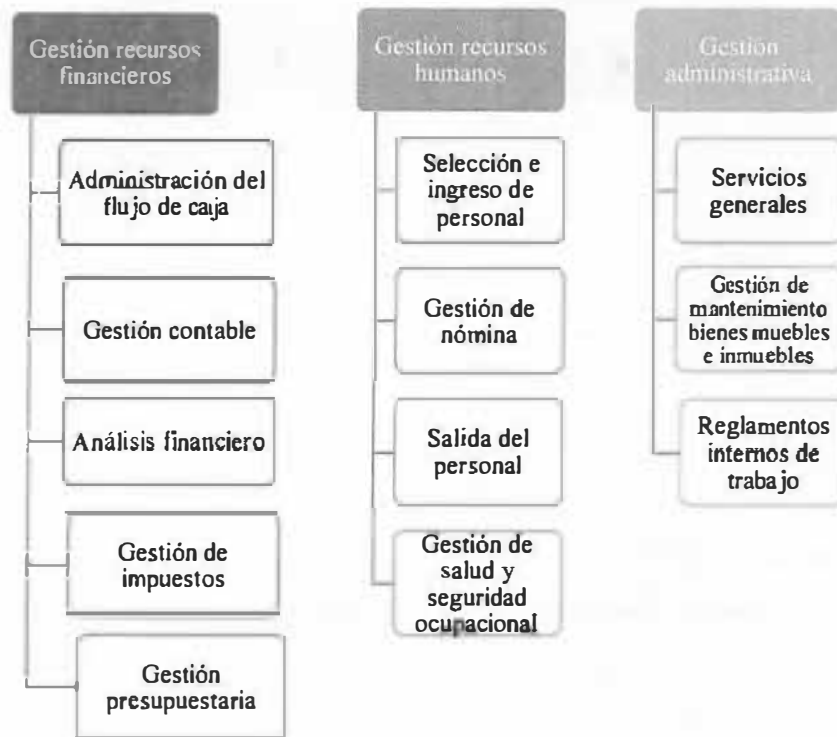 Gestión recursos
financieros
Administración del
flujo de caja
Gestión contable
Análisis financiero
Gestión de
impuestos
Gestión
presupuestaria
Gestión recursos
humanos
Selección e
ingreso de
personal
Gestión de
nómina
Salida del
personal
Gestión de
salud y
seguridad
ocupacional
Gestión
administrativa
Servicios
generales
Gestión de
mantenimiento
bienes muebles
e inmuebles
Reglamentos
internos de
trabajo